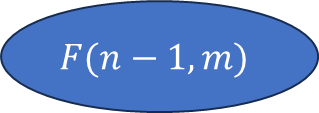 F(n − 1, m)